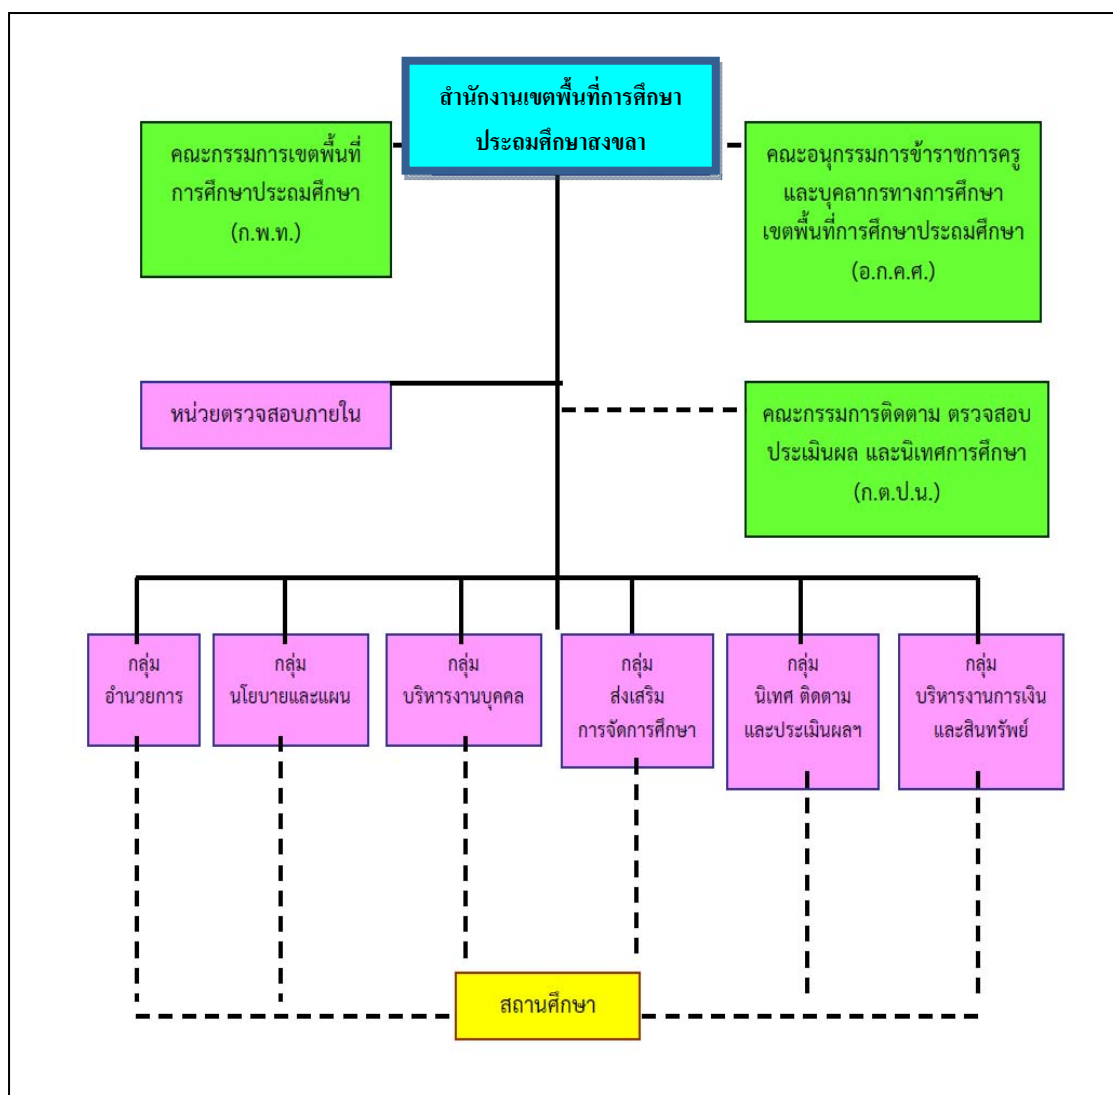 สำนักงานเขตพื้นที่การศึกษา
ประถมศึกษาสงขลา
คณะกรรมการเขตพื้นที่
การศึกษาประถมศึกษา
(ก.พ.ท.)
คณะอนุกรรมการข้าราชการครู
และบุคลากรทางการศึกษา
เขตพื้นที่การศึกษาประถมศึกษา
(อ.ก.ค.ศ.)
หน่วยตรวจสอบภายใน
คณะกรรมการติดตาม ตรวจสอบ
ประเมินผล และนิเทศการศึกษา
(ก.ต.ป.น.)
กลุ่ม
อำนวยการ
กลุ่ม
นโยบายและแผน
กลุ่ม
บริหารงานบุคคล
กลุ่ม
ส่งเสริม
การจัดการศึกษา
กลุ่ม
นิเทศ ติดตาม
และประเมินผลฯ
กลุ่ม
บริหารงานการเงิน
และสินทรัพย์
สถานศึกษา